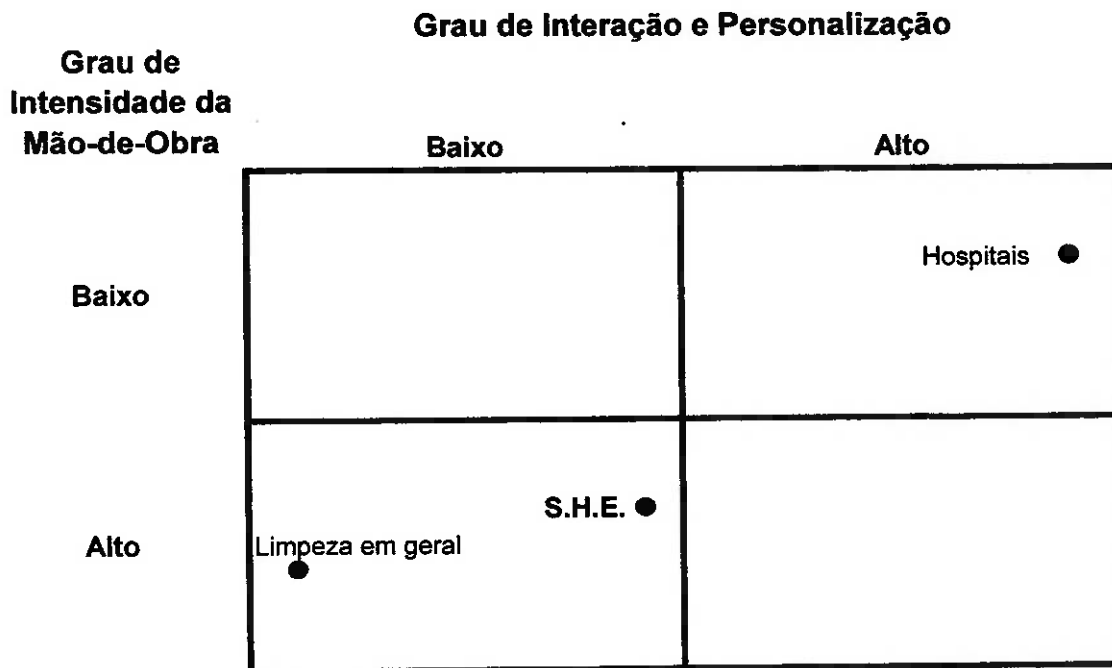 Grau de Interação e Personalização
Grau de
Intensidade da
Mão-de-Obra
Baixo
Alto
Hospitais
Baixo
S.H.E.
Alto
Limpeza em geral